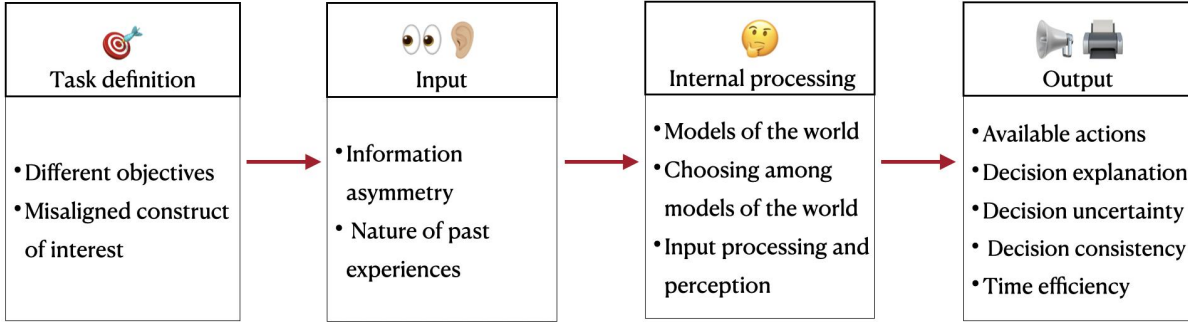 Task definition
• Different objectives
• Misaligned construct
of interest
Input
• Information
asymmetry
• Nature of past
experiences
Internal processing
• Models of the world
• Choosing among
models of the world
• Input processing and
perception
Output
• Available actions
• Decision explanation
• Decision uncertainty
• Decision consistency
• Time efficiency